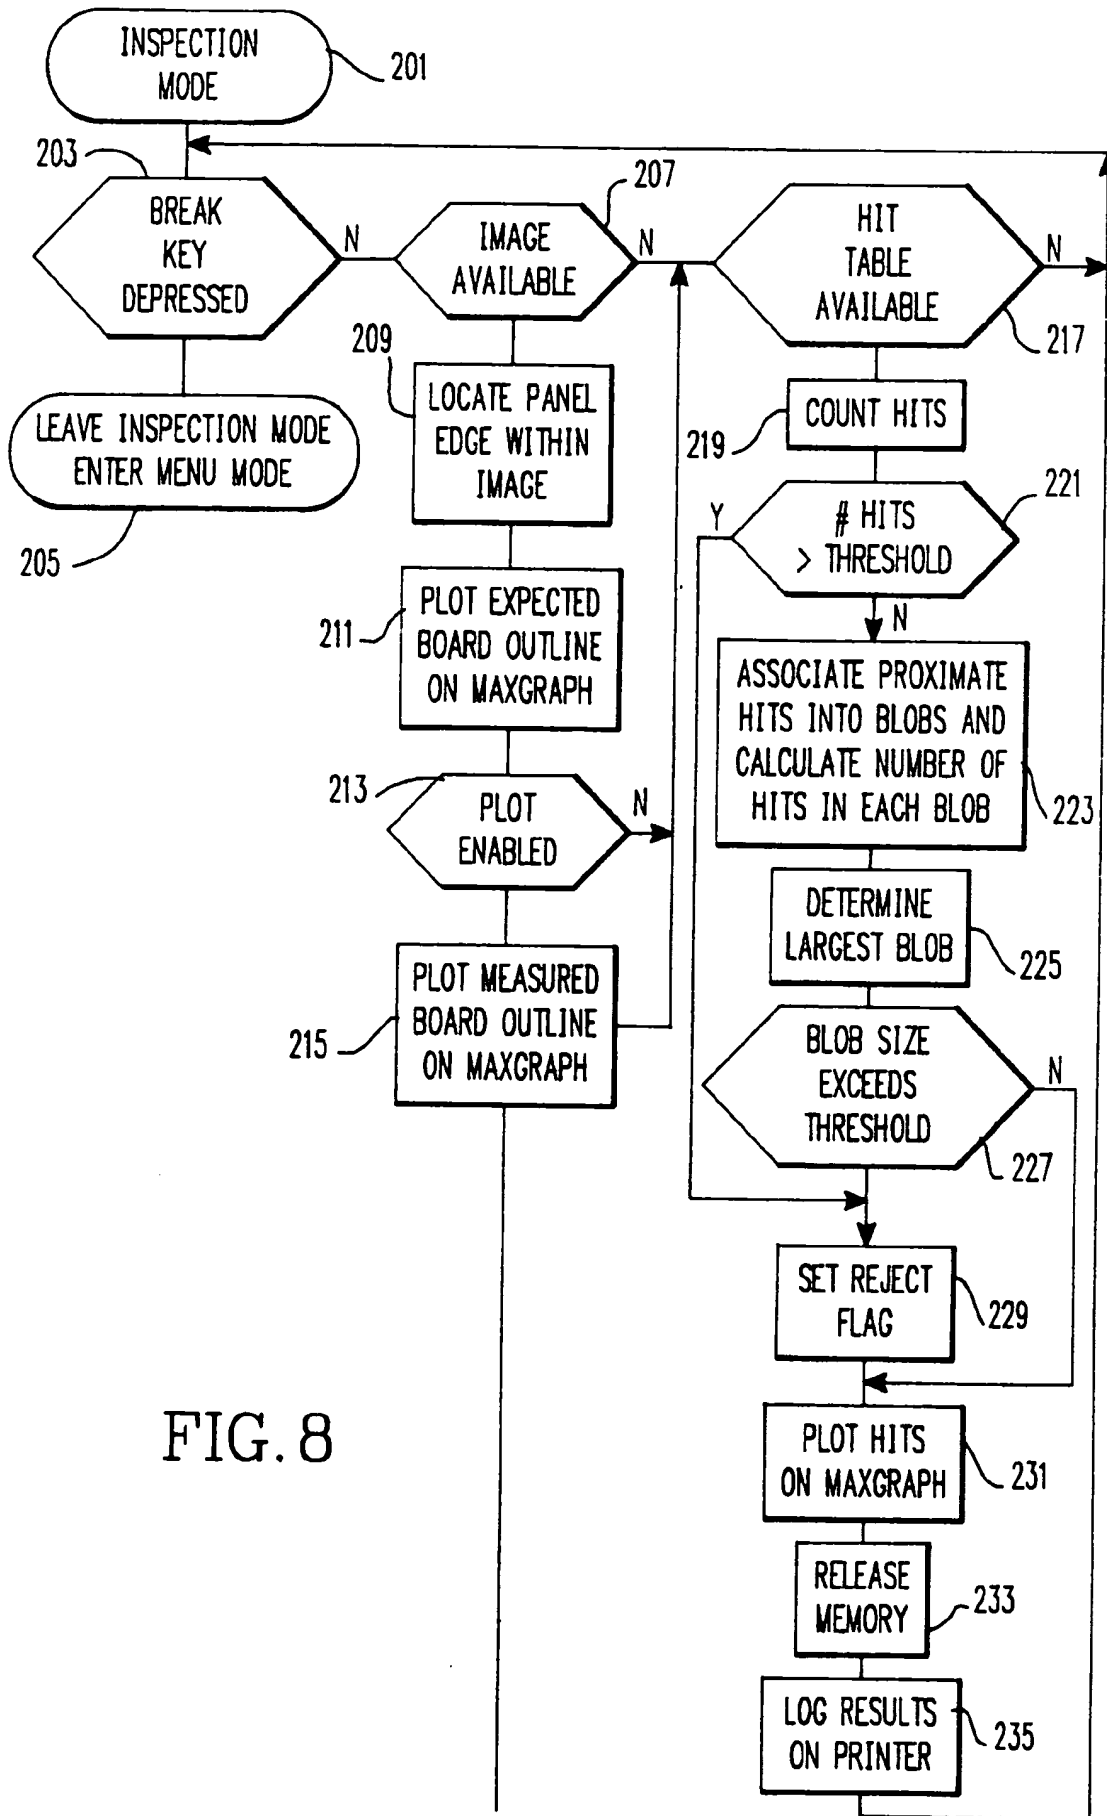 INSPECTION
MODE
201
203
BREAK
KEY
DEPRESSED
N
207
IMAGE
AVAILABLE
N
HIT
TABLE
AVAILABLE
N
217
LEAVE INSPECTION MODE
ENTER MENU MODE
205
209
LOCATE PANEL
EDGE WITHIN
IMAGE
211
PLOT EXPECTED
BOARD OUTLINE
ON MAXGRAPH
213
PLOT
ENABLED
N
215
PLOT MEASURED
BOARD OUTLINE
ON MAXGRAPH
COUNT HITS
219
221
Y
# HITS
> THRESHOLD
N
ASSOCIATE PROXIMATE
HITS INTO BLOBS AND
CALCULATE NUMBER OF
HITS IN EACH BLOB
223
DETERMINE
LARGEST BLOB
225
BLOB SIZE
EXCEEDS
THRESHOLD
N
227
SET REJECT
FLAG
229
PLOT HITS
ON MAXGRAPH
231
RELEASE
MEMORY
233
LOG RESULTS
ON PRINTER
235
FIG. 8